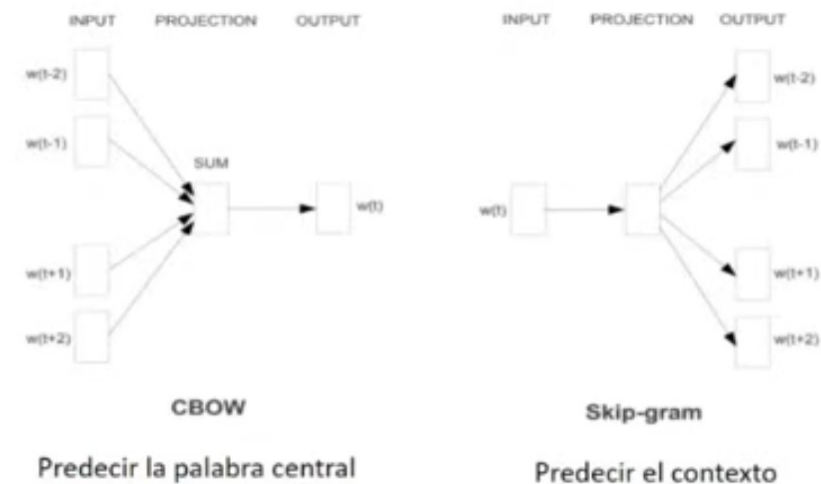 INPUT PROJECTION OUTPUT
w(t-2)
w(t-1)
SUM
w(t)
w(t+1)
w(t+2)
CBOW
Predecir la palabra central
INPUT PROJECTION OUTPUT
w(t-2)
w(t-1)
w(t)
w(t+1)
w(t+2)
Skip-gram
Predecir el contexto